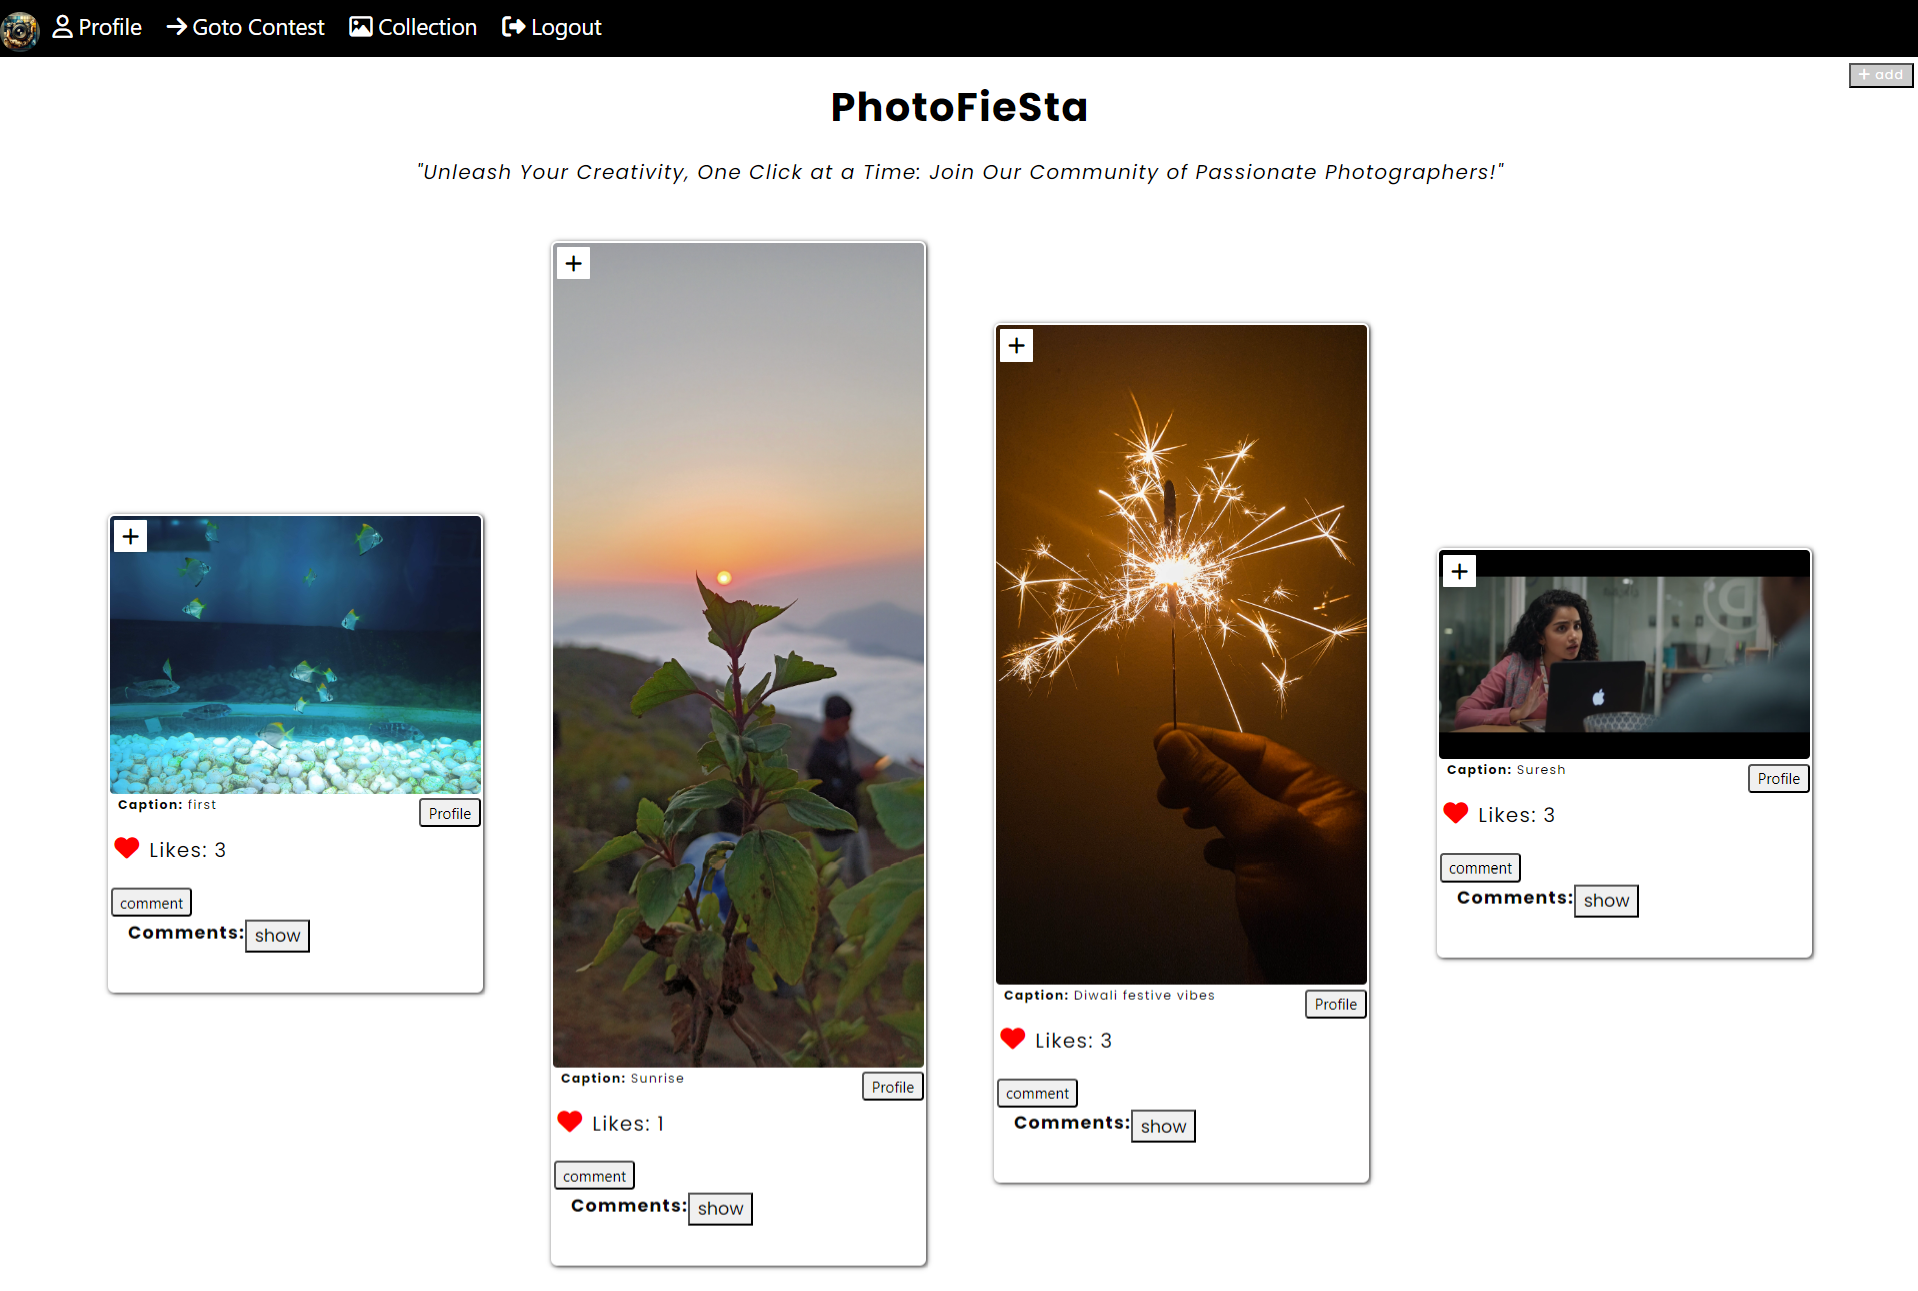 Profile Goto Contest Collection Logout
+ add
PhotoFieSta
"Unleash Your Creativity, One Click at a Time: Join Our Community of Passionate Photographers!"
+
Caption: first
Profile
Likes: 3
comment
Comments: show
+
Caption: Sunrise
Profile
Likes: 1
comment
Comments: show
+
Caption: Diwali festive vibes
Profile
Likes: 3
comment
Comments: show
+
Caption: Suresh
Profile
Likes: 3
comment
Comments: show